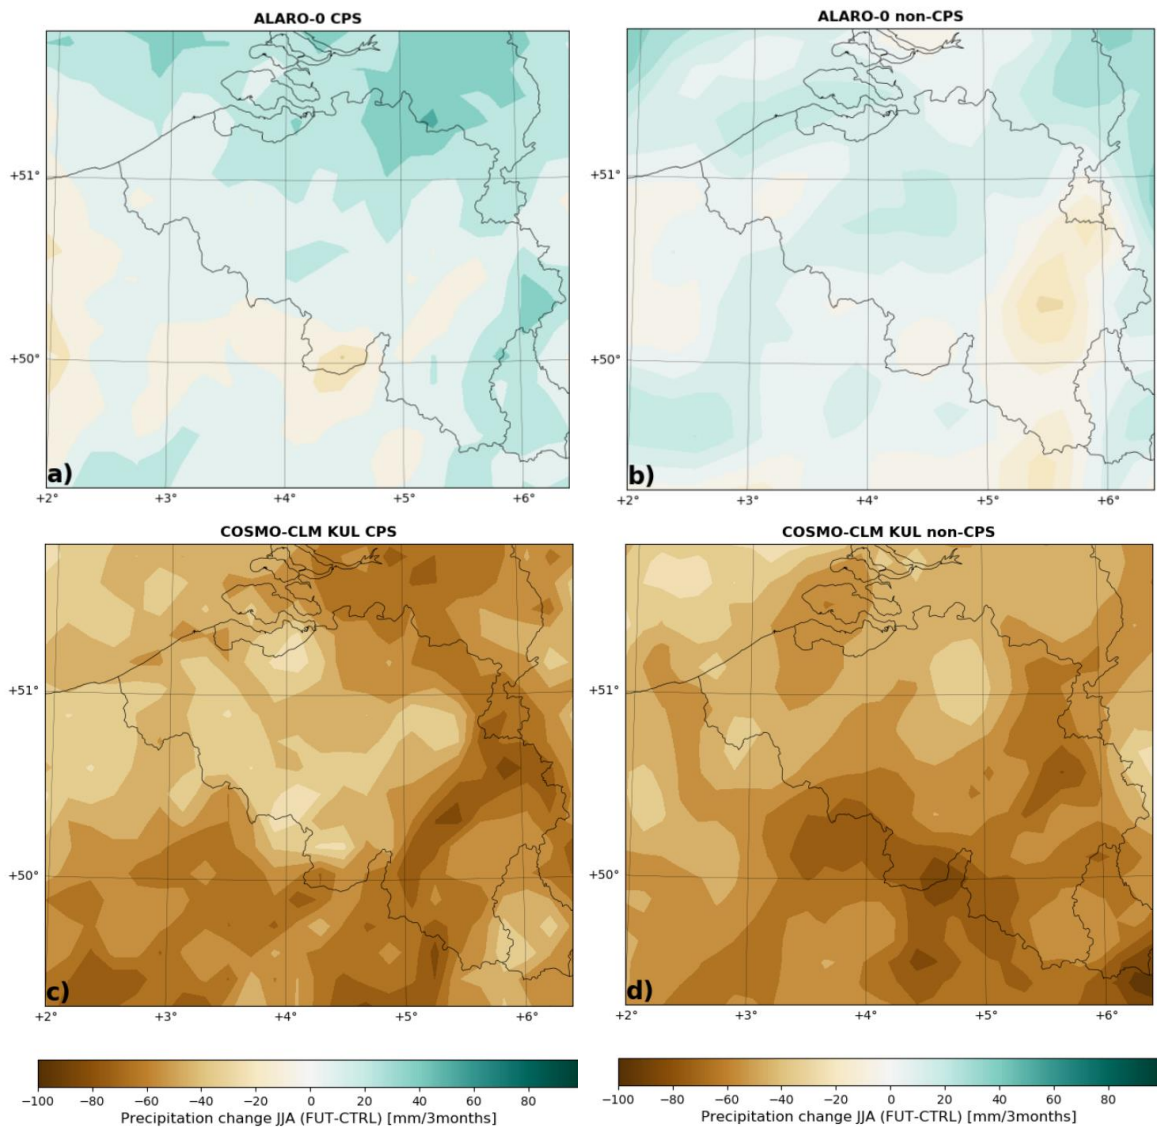 ALARO-0 CPS
ALARO-0 non-CPS
+51°
+50°
a)
+2° +3° +4° +5° +6°
+51°
+50°
b)
+2° +3° +4° +5° +6°
COSMO-CLM KUL CPS
COSMO-CLM KUL non-CPS
+51°
+50°
c)
+2° +3° +4° +5° +6°
+51°
+50°
d)
+2° +3° +4° +5° +6°
−100 −80 −60 −40 −20 0 20 40 60 80
Precipitation change JJA (FUT-CTRL) [mm/3months]
−100 −80 −60 −40 −20 0 20 40 60 80
Precipitation change JJA (FUT-CTRL) [mm/3months]